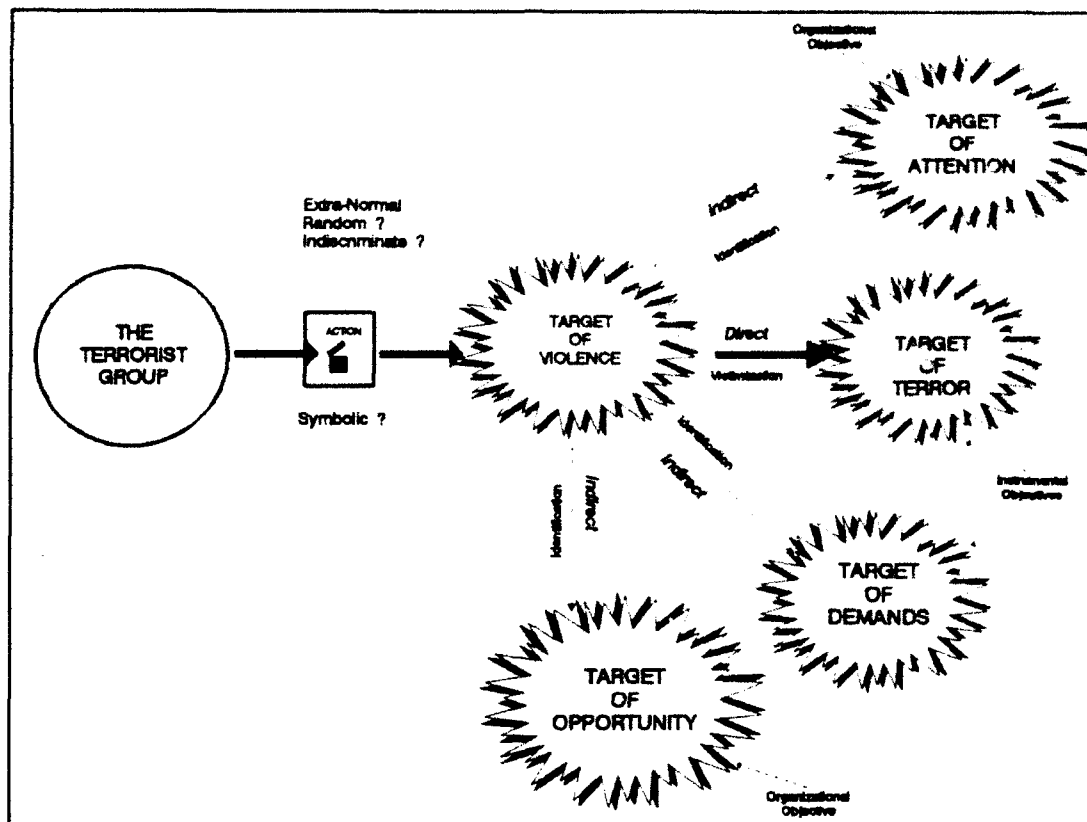 Organizational
Objective
TARGET
OF
ATTENTION
Extra-Normal
Random ?
Indiscriminate ?
Indirect
Identification
THE
TERRORIST
GROUP
ACTION
TARGET
OF
VIOLENCE
Direct
Victimization
TARGET
OF
TERROR
Symbolic ?
Identification
Indirect
Identification
Indirect
Instrumental
Objectives
TARGET
OF
DEMANDS
TARGET
OF
OPPORTUNITY
Organizational
Objective